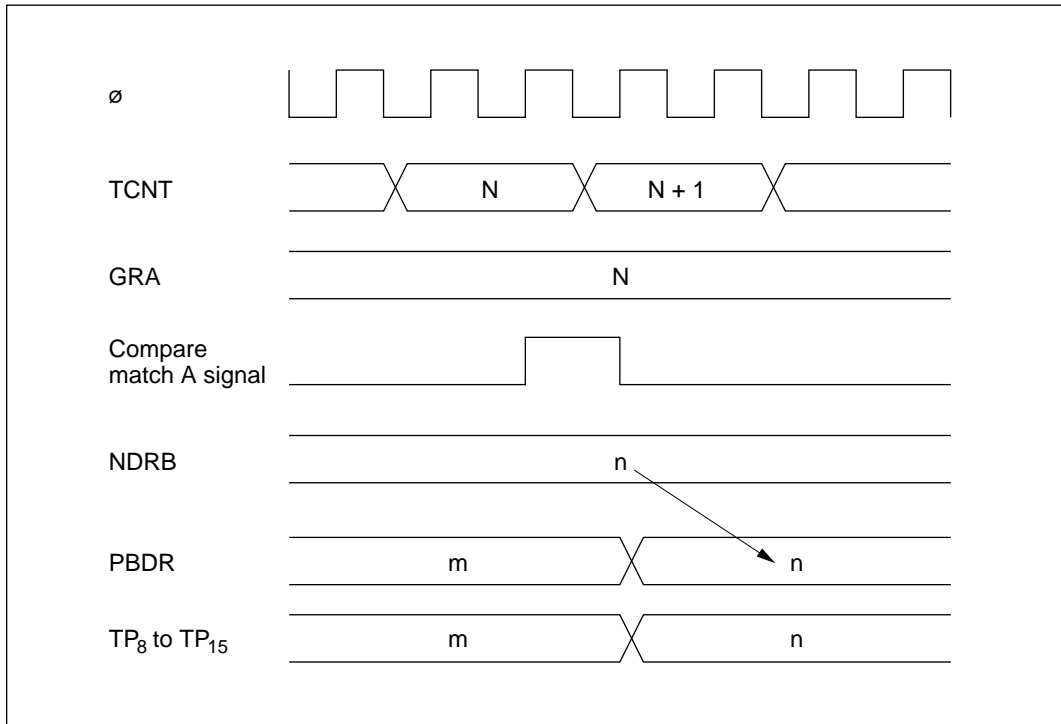 ø
TCNT N N + 1
GRA N
Compare
match A signal
NDRB n
PBDR m n
TP8 to TP15 m n